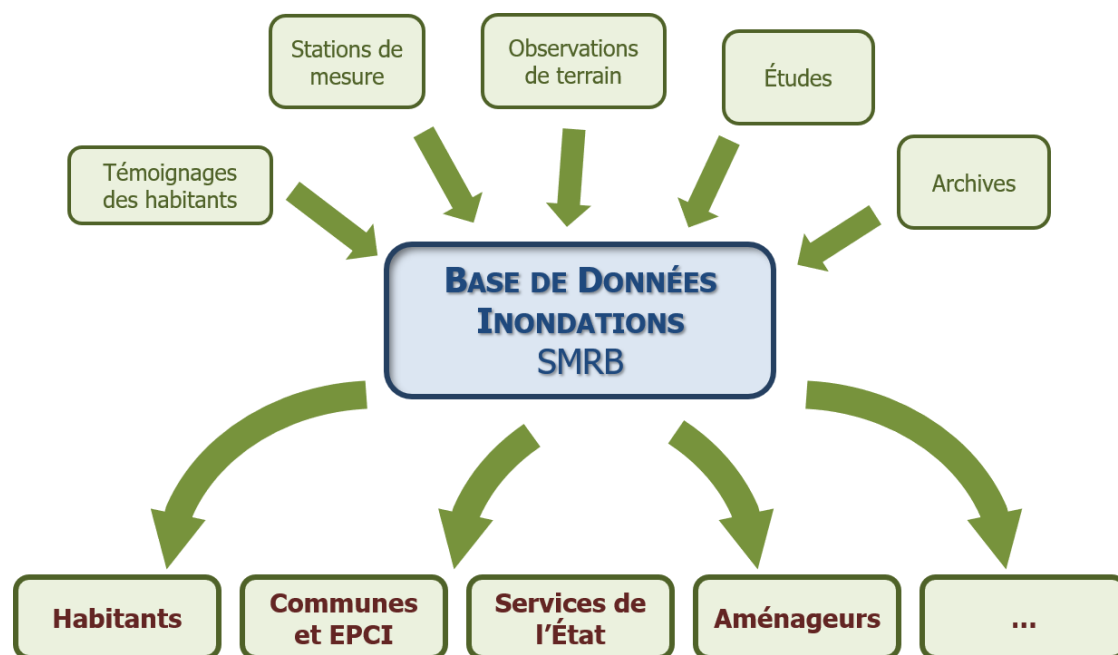 Stations de
mesure
Observations
de terrain
Études
Témoignages
des habitants
Archives
BASE DE DONNÉES
INONDATIONS
SMRB
Habitants
Communes
et EPCI
Services de
l'État
Aménageurs
...